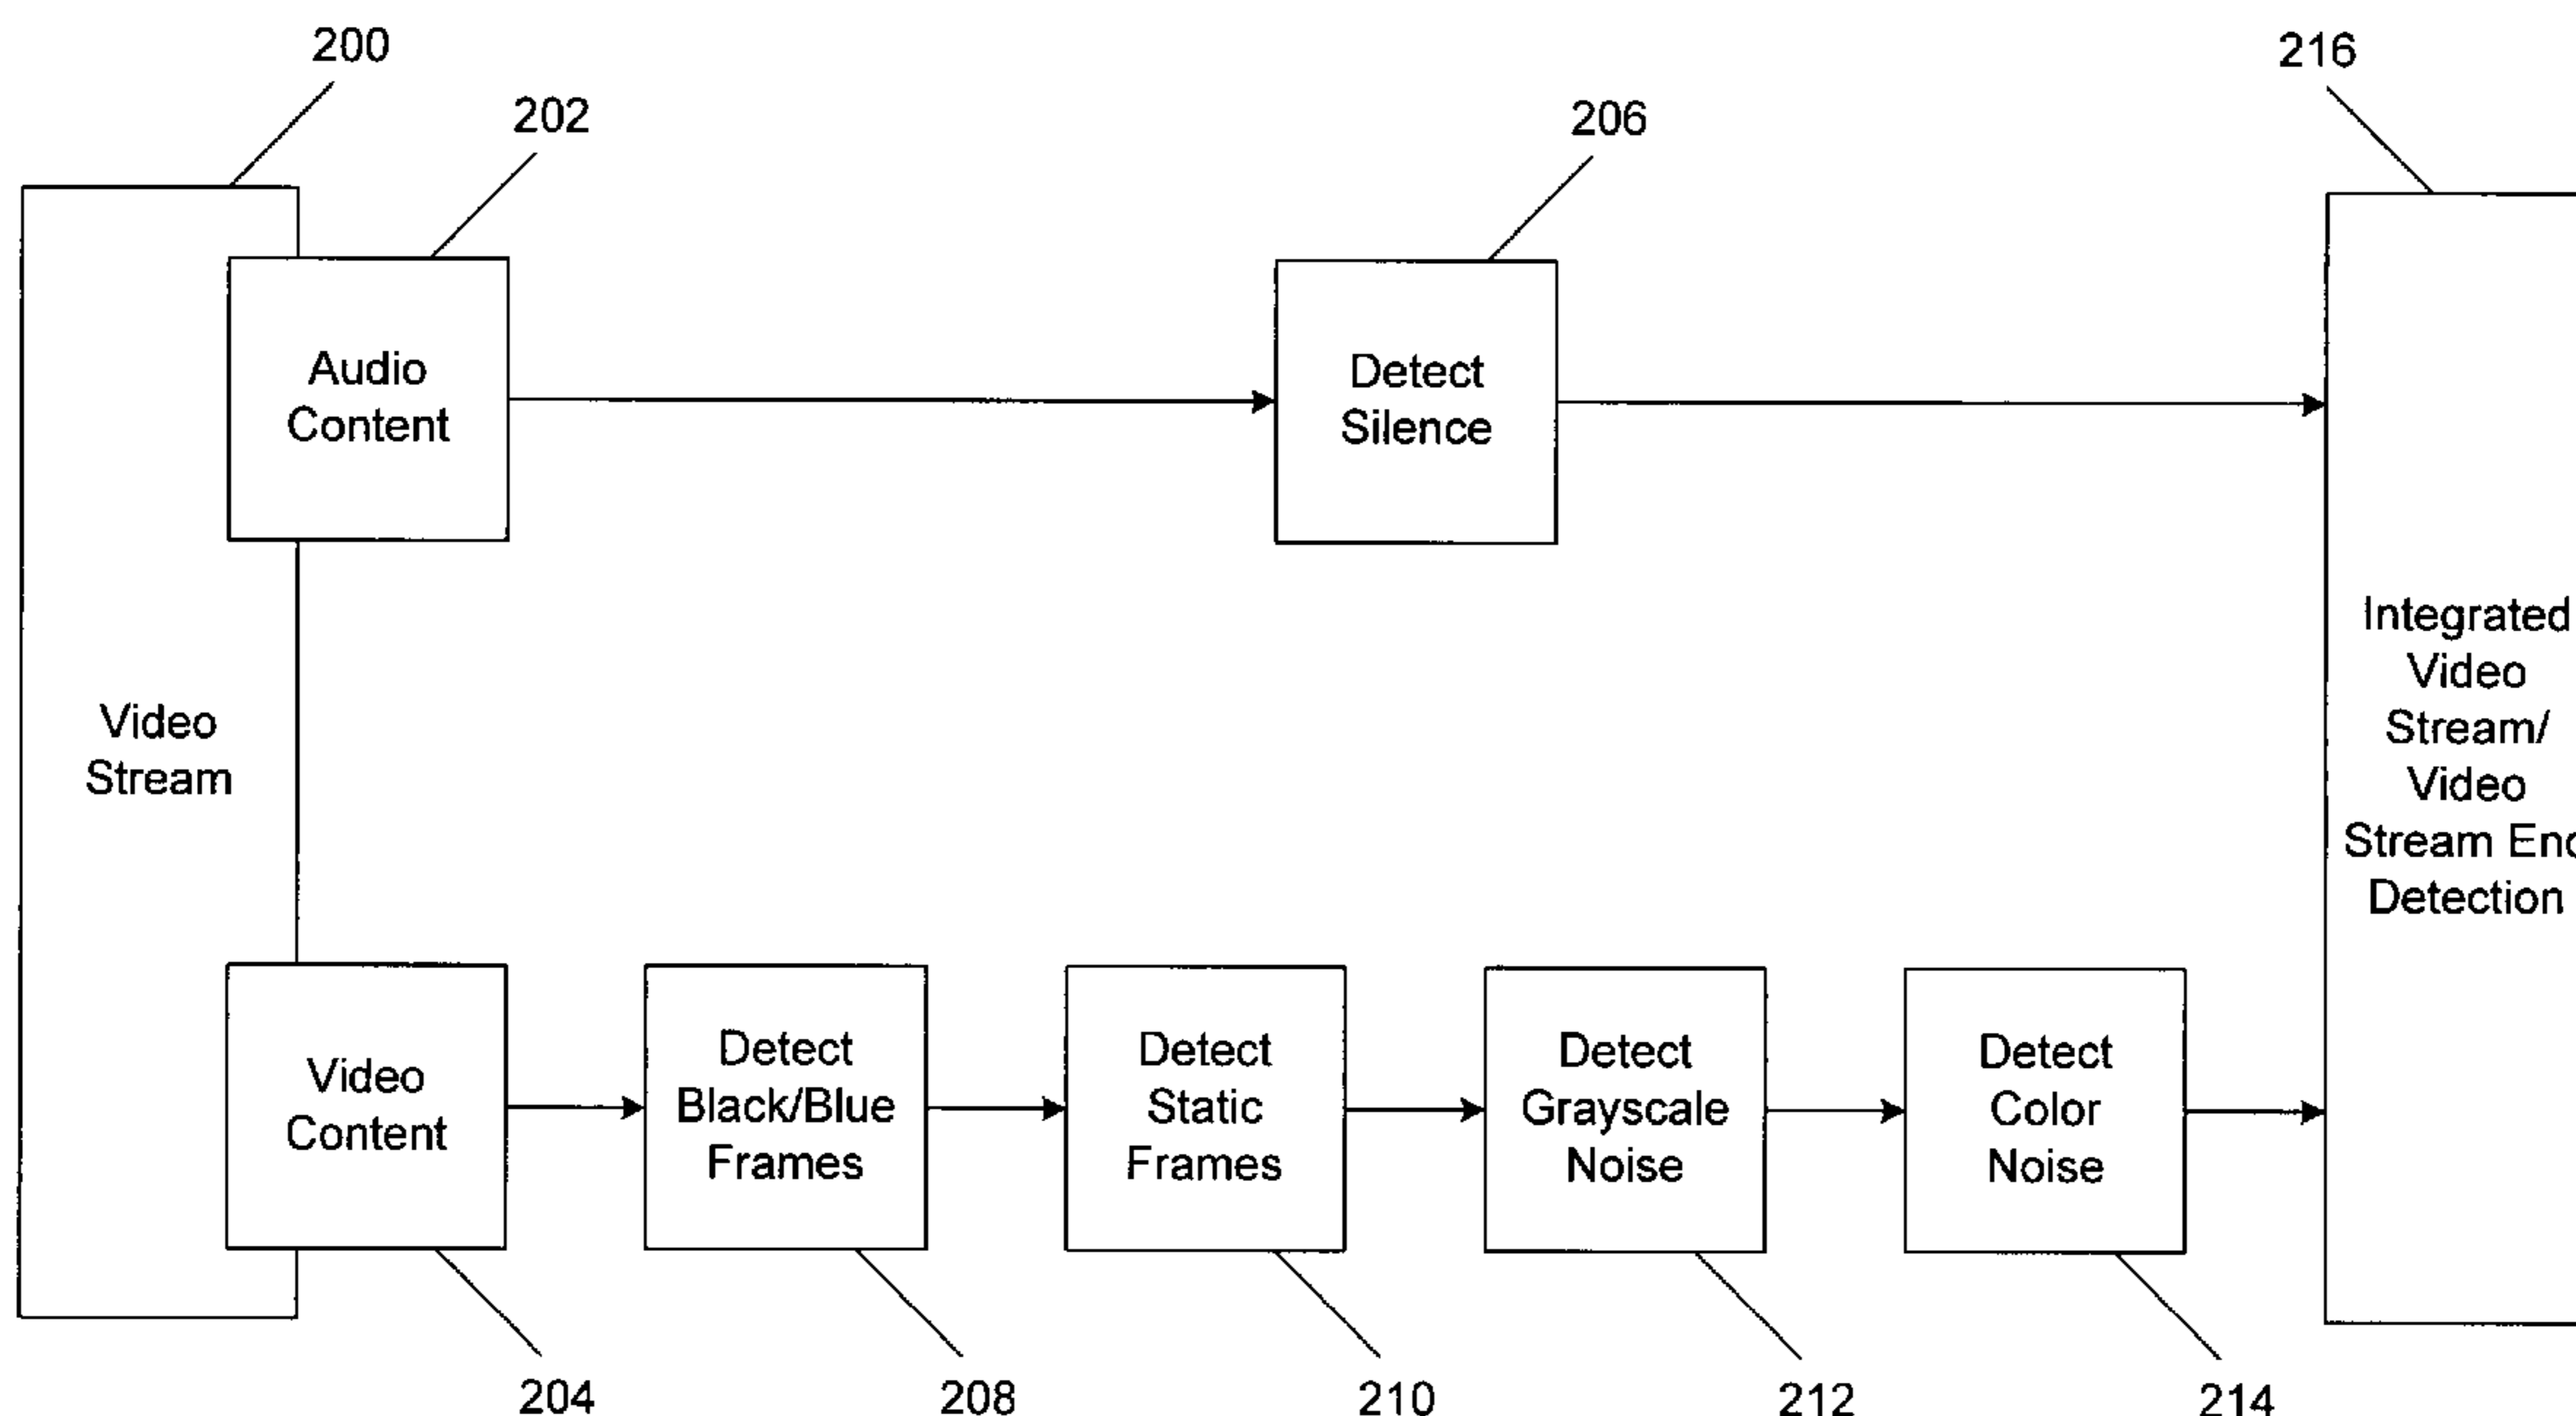 200
202
206
216
Audio
Content
Detect
Silence
Video
Stream
Integrated
Video
Stream/
Video
Stream
Detection
Video
Content
Detect
Black/Blue
Frames
Detect
Static
Frames
Detect
Grayscale
Noise
Detect
Color
Noise
204
208
210
212
214